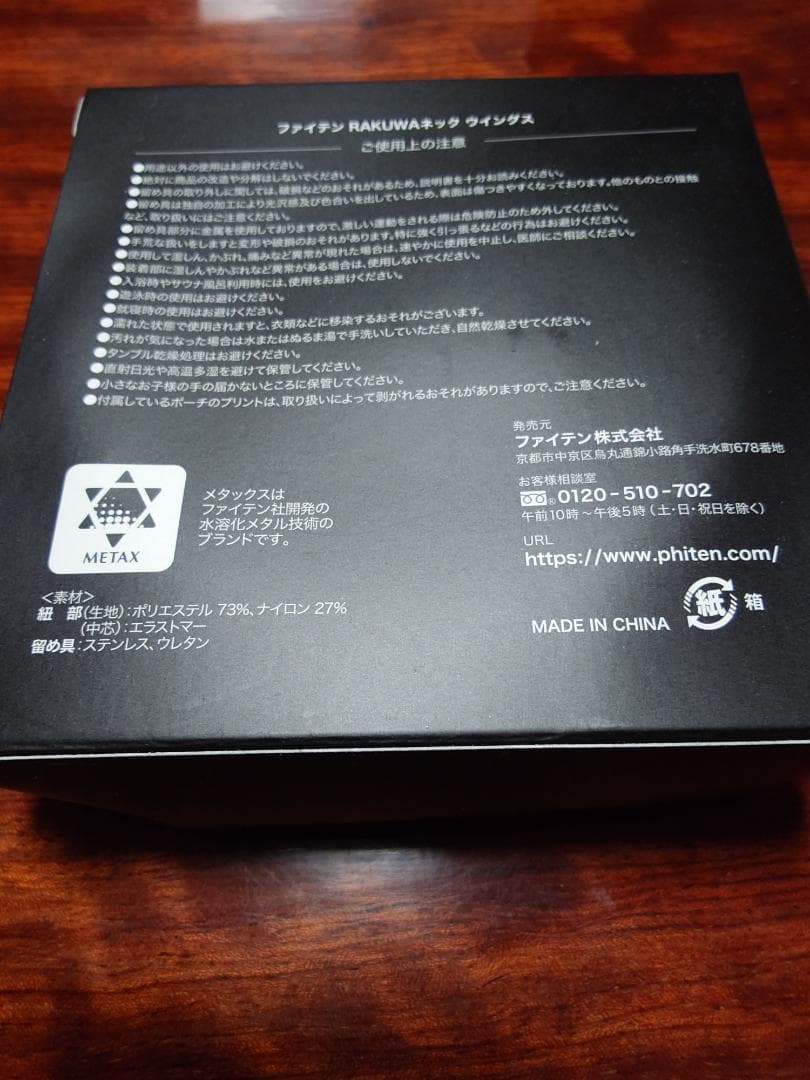 ファイテン RAKUWAネック ウイングス
ご使用上の注意
●用途以外の使用はお避けください。
●絶対に商品の改造や分解はしないでください。
●留め具の取り外しに関しては、破損などのおそれがあるため、説明書を十分お読みください。
●留め具は独自の加工により光沢感及び色合いを出しているため、表面は傷つきやすくなっております。他のものとの接触
など、取り扱いにはご注意ください。
●留め具部分に金属を使用しておりますので、激しい運動をされる際は危険防止のため外してください。
●手荒な扱いをしますと変形や破損のおそれがあります。特に強く引っ張るなどの行為はお避けください。
●使用して湿しん、かぶれ、痛みなど異常が現れた場合は、速やかに使用を中止し、医師にご相談ください。
●装着部に湿しんやかぶれなど異常がある場合は、使用しないでください。
●入浴時やサウナ風呂利用時には、使用をお避けください。
●遊泳時の使用はお避けください。
●就寝時の使用はお避けください。
●濡れた状態で使用されますと、衣類などに移染するおそれがございます。
●汚れが気になった場合は水またはぬるま湯で手洗いしていただき、自然乾燥させてください。
●タンブル乾燥処理はお避けください。
●直射日光や高温多湿を避けて保管してください。
●小さなお子様の手の届かないところに保管してください。
●付属しているポーチのプリントは、取り扱いによって剥がれるおそれがありますので、ご注意ください。
METAX
メタックスは
ファイテン社開発の
水溶化メタル技術の
ブランドです。
＜素材＞
紐 部(生地):ポリエステル 73%、ナイロン 27%
(中芯):エラストマー
留め具:ステンレス、ウレタン
発売元
ファイテン株式会社
京都市中京区烏丸通錦小路角手洗水町678番地
お客様相談室
® 0120-510-702
午前10時～午後5時(土・日・祝日を除く)
URL
https://www.phiten.com/
MADE IN CHINA
紙 箱